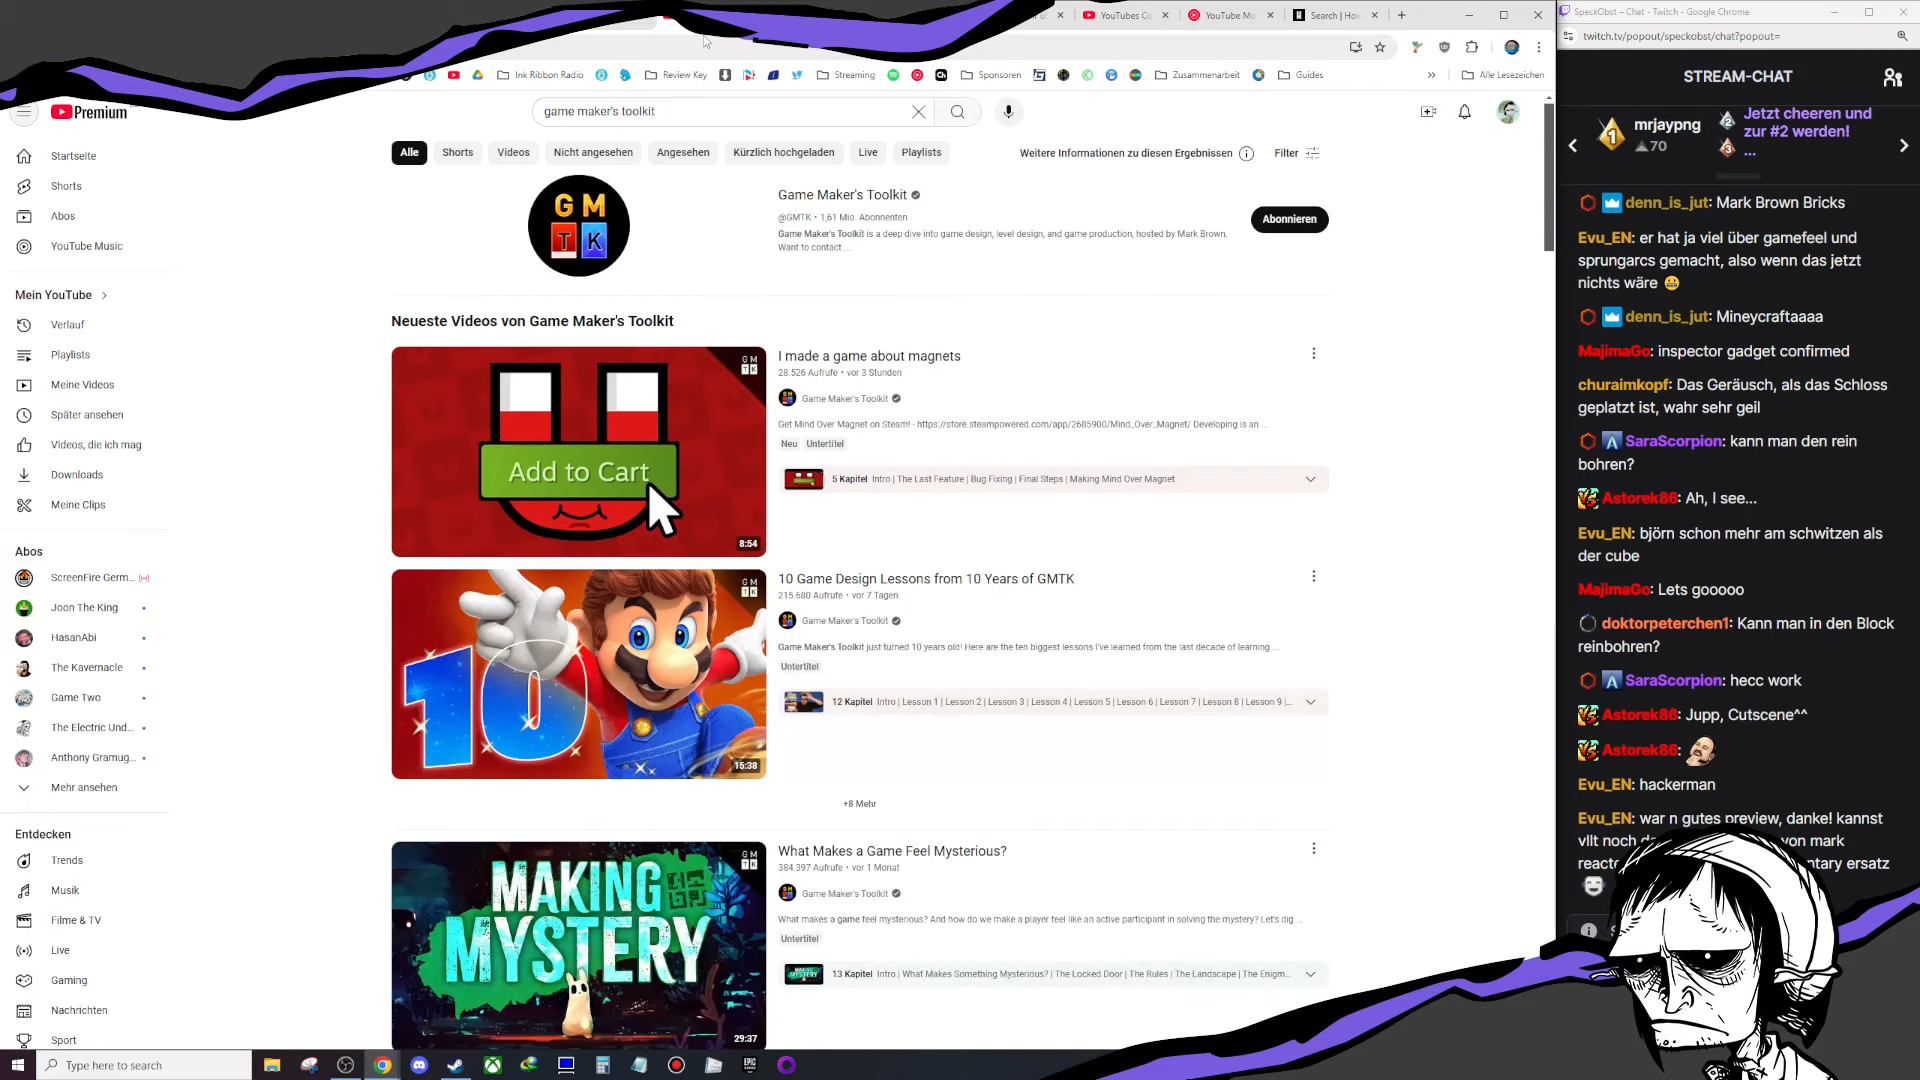 YouTubes Co
YouTube Mu
Search | How
SpeckObst – Chat - Twitch - Google Chrome
twitch.tv/popout/speckobst/chat?popout=
Ink Ribbon Radio
Review Key
Streaming
Sponsoren
Zusammenarbeit
Guides
Alle Lesezeichen
Premium
game maker's toolkit
Alle
Shorts
Videos
Nicht angesehen
Angesehen
Kürzlich hochgeladen
Live
Playlists
Weitere Informationen zu diesen Ergebnissen
Filter
Startseite
Shorts
Abos
YouTube Music
Mein YouTube
Verlauf
Playlists
Meine Videos
Später ansehen
Videos, die ich mag
Downloads
Meine Clips
Abos
ScreenFire Germ...
Joon The King
HasanAbi
The Kavernacle
Game Two
The Electric Und...
Anthony Gramug...
Mehr ansehen
Entdecken
Trends
Musik
Filme & TV
Live
Gaming
Nachrichten
Sport
GM
TK
Game Maker's Toolkit
@GMTK • 1,61 Mio. Abonnenten
Game Maker's Toolkit is a deep dive into game design, level design, and game production, hosted by Mark Brown.
Want to contact ...
Abonnieren
Neueste Videos von Game Maker's Toolkit
GM
TK
Add to Cart
8:54
I made a game about magnets
28.526 Aufrufe • vor 3 Stunden
Game Maker's Toolkit
Get Mind Over Magnet on Steam! - https://store.steampowered.com/app/2685900/Mind_Over_Magnet/ Developing is an ...
Neu
Untertitel
5 Kapitel Intro | The Last Feature | Bug Fixing | Final Steps | Making Mind Over Magnet
GM
TK
10
15:38
10 Game Design Lessons from 10 Years of GMTK
215.680 Aufrufe • vor 7 Tagen
Game Maker's Toolkit
Game Maker's Toolkit just turned 10 years old! Here are the ten biggest lessons I've learned from the last decade of learning ...
Untertitel
12 Kapitel Intro | Lesson 1 | Lesson 2 | Lesson 3 | Lesson 4 | Lesson 5 | Lesson 6 | Lesson 7 | Lesson 8 | Lesson 9 |...
+8 Mehr
GM
TK
MAKING
MYSTERY
29:37
What Makes a Game Feel Mysterious?
384.397 Aufrufe • vor 1 Monat
Game Maker's Toolkit
What makes a game feel mysterious? And how do we make a player feel like an active participant in solving the mystery? Let's dig ...
Untertitel
13 Kapitel Intro | What Makes Something Mysterious? | The Locked Door | The Rules | The Landscape | The Enigm...
STREAM-CHAT
1
mrjaypng
70
2
3
Jetzt cheeren und
zur #2 werden!
...
denn_is_jut: Mark Brown Bricks
Evu_EN: er hat ja viel über gamefeel und
sprungarcs gemacht, also wenn das jetzt
nichts wäre
denn_is_jut: Mineycraftaaaa
MajimaGo: inspector gadget confirmed
churaimkopf: Das Geräusch, als das Schloss
geplatzt ist, wahr sehr geil
SaraScorpion: kann man den rein
bohren?
Astorek86: Ah, I see...
Evu_EN: björn schon mehr am schwitzen als
der cube
MajimaGo: Lets gooooo
doktorpeterchen1: Kann man in den Block
reinbohren?
SaraScorpion: hecc work
Astorek86: Jupp, Cutscene^^
Astorek86:
Evu_EN: hackerman
Evu_EN: war n gutes preview, danke! kannst
vllt noch von mark
Type here to search